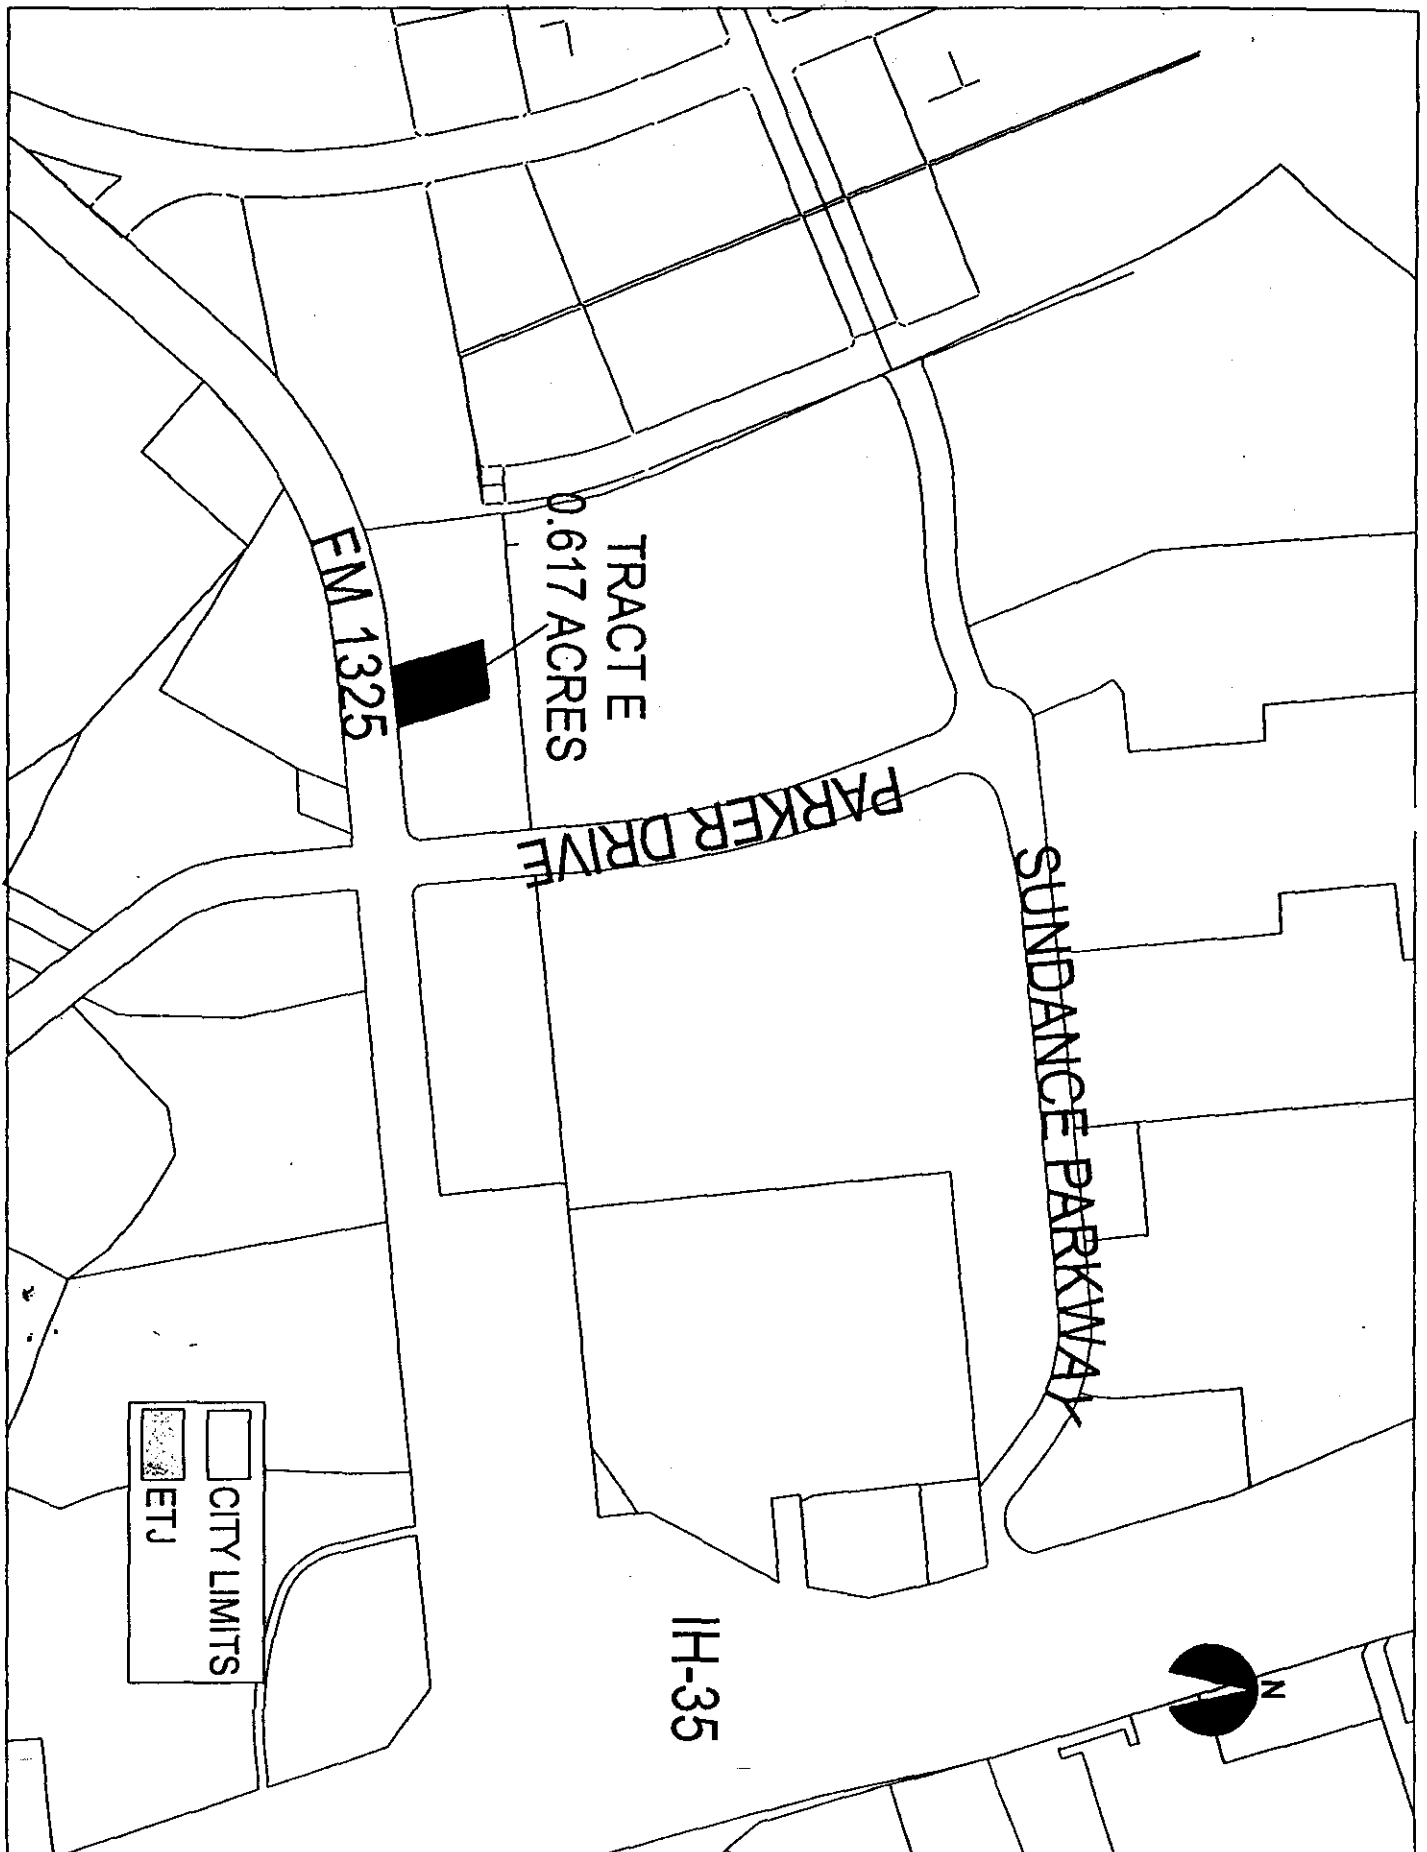 SUNDANCE PARKWAY
PARKER DRIVE
TRACT E
0.617 ACRES
FM 1325
IH-35
N
CITY LIMITS
ETJ